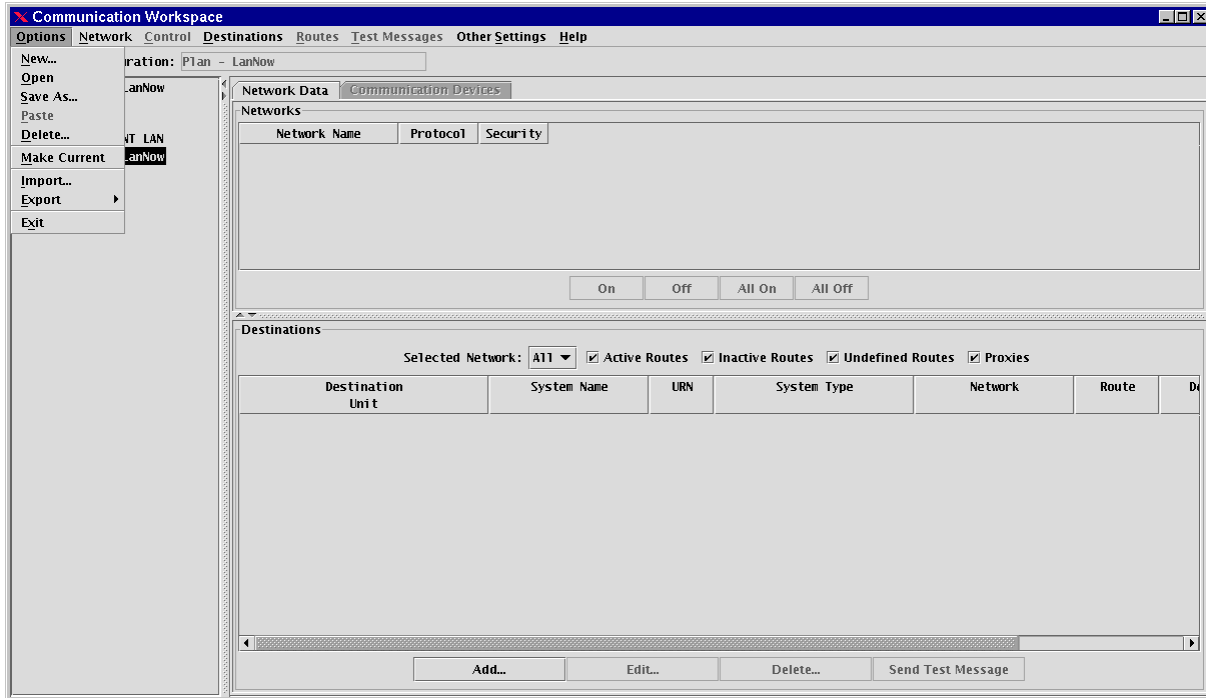 Communication Workspace
Options Network Control Destinations Routes Test Messages Other Settings Help
New...
Open
Save As...
Paste
Delete...
Make Current
Import...
Export
Exit
Plan - LanNow
NT LAN
Network Data Communication Devices
Networks
Network Name Protocol Security
On Off All On All Off
Destinations
Selected Network: All Active Routes Inactive Routes Undefined Routes Proxies
Destination Unit System Name URN System Type Network Route
Add... Edit... Delete... Send Test Message